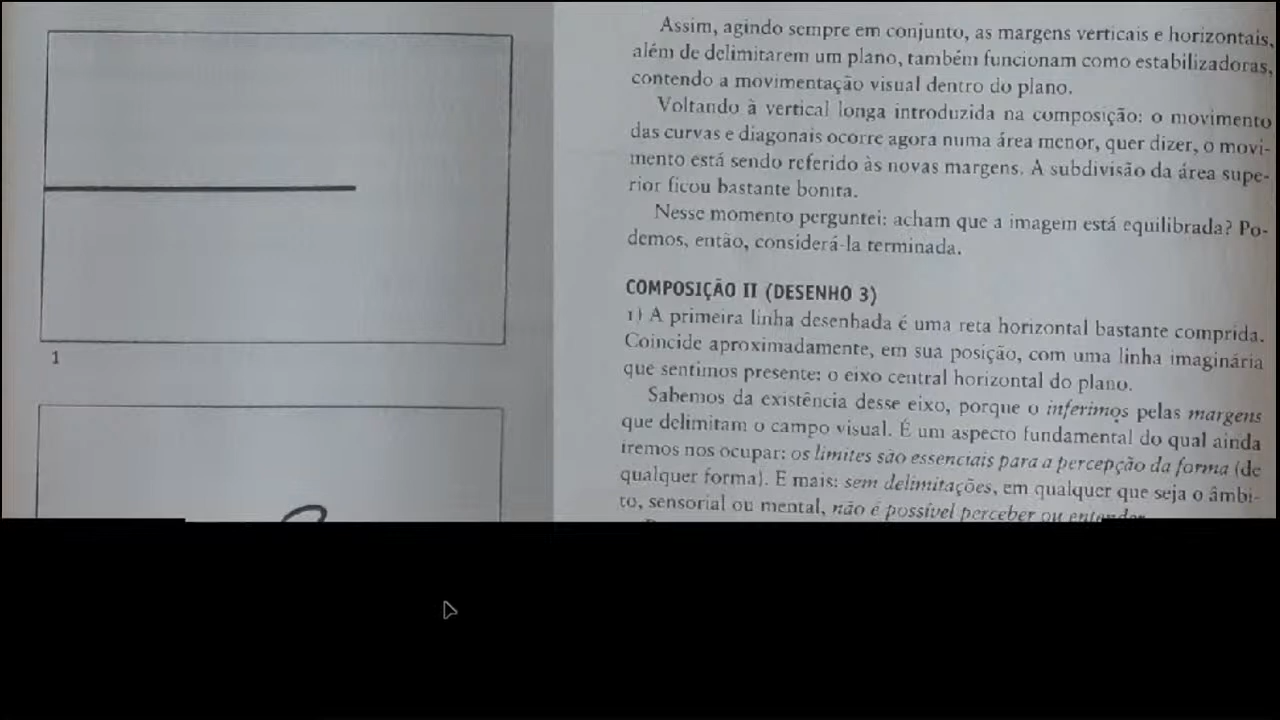 1
Assim, agindo sempre em conjunto, as margens verticais e horizontais,
além de delimitarem um plano, também funcionam como estabilizadoras,
contendo a movimentação visual dentro do plano.
Voltando à vertical longa introduzida na composição: o movimento
das curvas e diagonais ocorre agora numa área menor, quer dizer, o movi-
mento está sendo referido às novas margens. A subdivisão da área supe-
rior ficou bastante bonita.
Nesse momento perguntei: acham que a imagem está equilibrada? Po-
demos, então, considerá-la terminada.
COMPOSIÇÃO II (DESENHO 3)
1) A primeira linha desenhada é uma reta horizontal bastante comprida.
Coincide aproximadamente, em sua posição, com uma linha imaginária
que sentimos presente: o eixo central horizontal do plano.
Sabemos da existência desse eixo, porque o inferimos pelas margens
que delimitam o campo visual. É um aspecto fundamental do qual ainda
iremos nos ocupar: os limites são essenciais para a percepção da forma (de
qualquer forma). E mais: sem delimitações, em qualquer que seja o âmbi-
to, sensorial ou mental, não é possível perceber ou entender